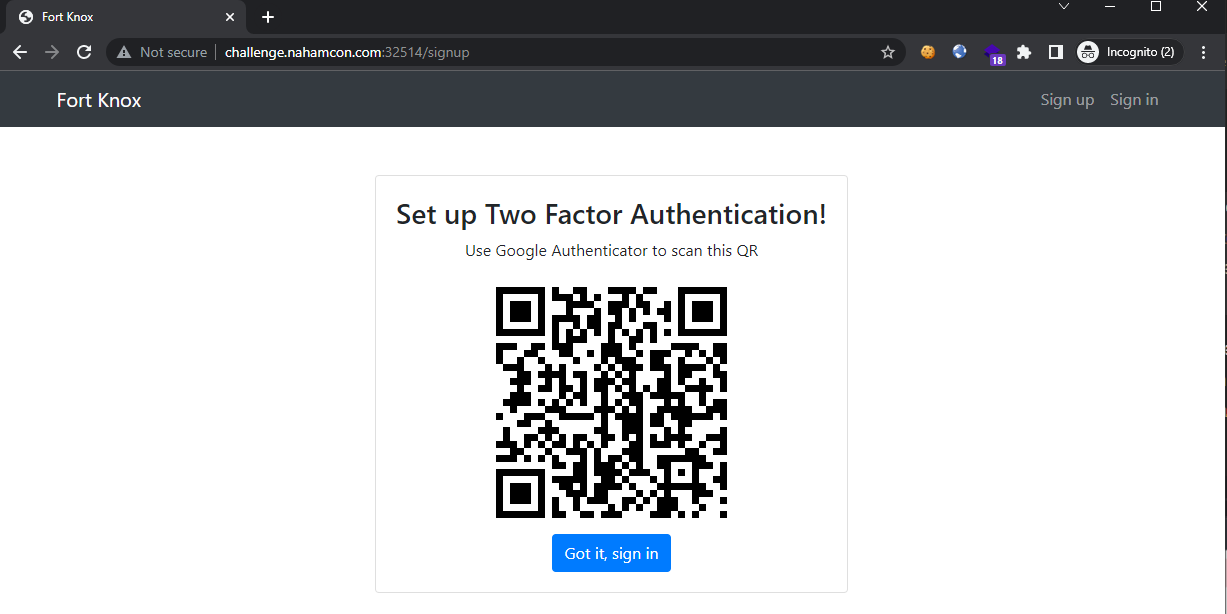 Fort Knox
Not secure challenge.nahamcon.com:32514/signup
18
Incognito (2)
Fort Knox
Sign up Sign in
Set up Two Factor Authentication!
Use Google Authenticator to scan this QR
Got it, sign in